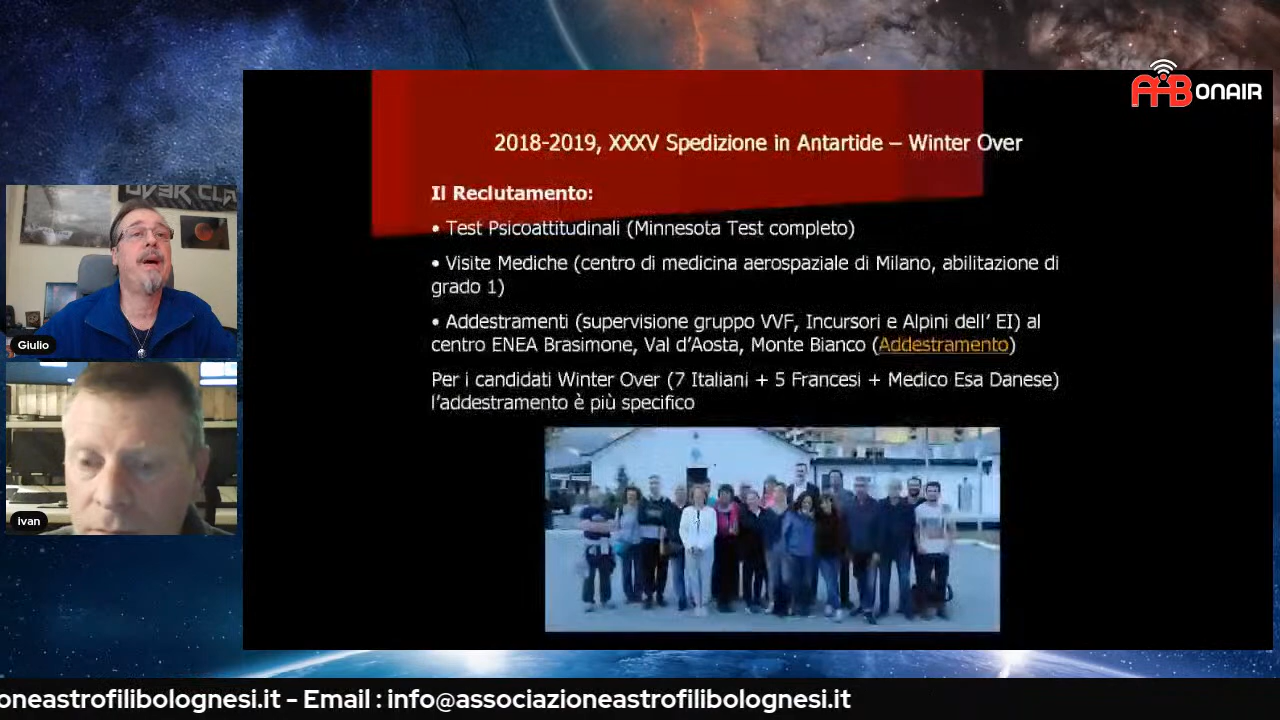 AAB ONAIR
2018-2019, XXXV Spedizione in Antartide – Winter Over
Il Reclutamento:
• Test Psicoattitudinali (Minnesota Test completo)
• Visite Mediche (centro di medicina aerospaziale di Milano, abilitazione di
grado 1)
• Addestramenti (supervisione gruppo VVF, Incursori e Alpini dell’ EI) al
centro ENEA Brasimone, Val d’Aosta, Monte Bianco (Addestramento)
Per i candidati Winter Over (7 Italiani + 5 Francesi + Medico Esa Danese)
l’addestramento è più specifico
OVER CLA
Giulio
Ivan
oneastrofilibolognesi.it - Email : info@associazioneastrofilibolognesi.it